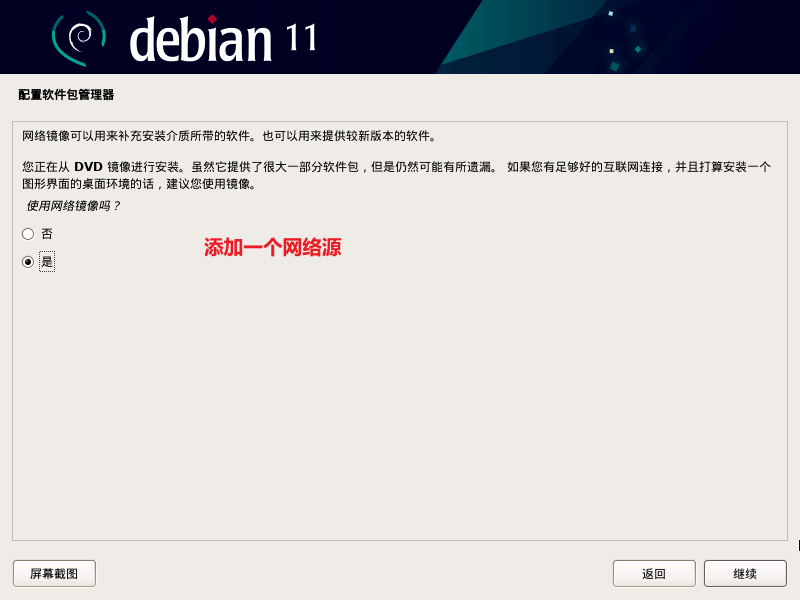 debian 11
配置软件包管理器
网络镜像可以用来补充安装介质所带的软件。也可以用来提供较新版本的软件。
您正在从 DVD 镜像进行安装。虽然它提供了很大一部分软件包，但是仍然可能有所遗漏。 如果您有足够好的互联网连接，并且打算安装一个
图形界面的桌面环境的话，建议您使用镜像。
使用网络镜像吗？
否
添加一个网络源
是
屏幕截图
返回
继续